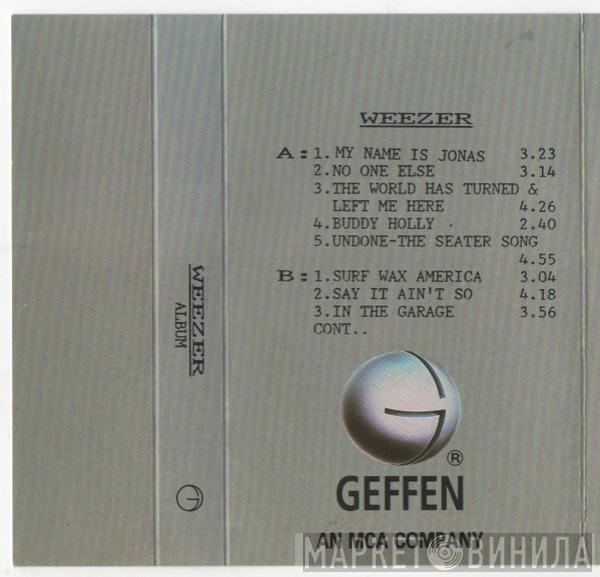 WEEZER
ALBUM
WEEZER
A: 1. MY NAME IS JONAS 3.23
2. NO ONE ELSE 3.14
3. THE WORLD HAS TURNED &
LEFT ME HERE 4.26
4. BUDDY HOLLY 2.40
5. UNDONE-THE SEATER SONG
4.55
B: 1. SURF WAX AMERICA 3.04
2. SAY IT AIN'T SO 4.18
3. IN THE GARAGE 3.56
CONT..
®
GEFFEN
AN MCA COMPANY
МАРКЕТ ВИНИЛА